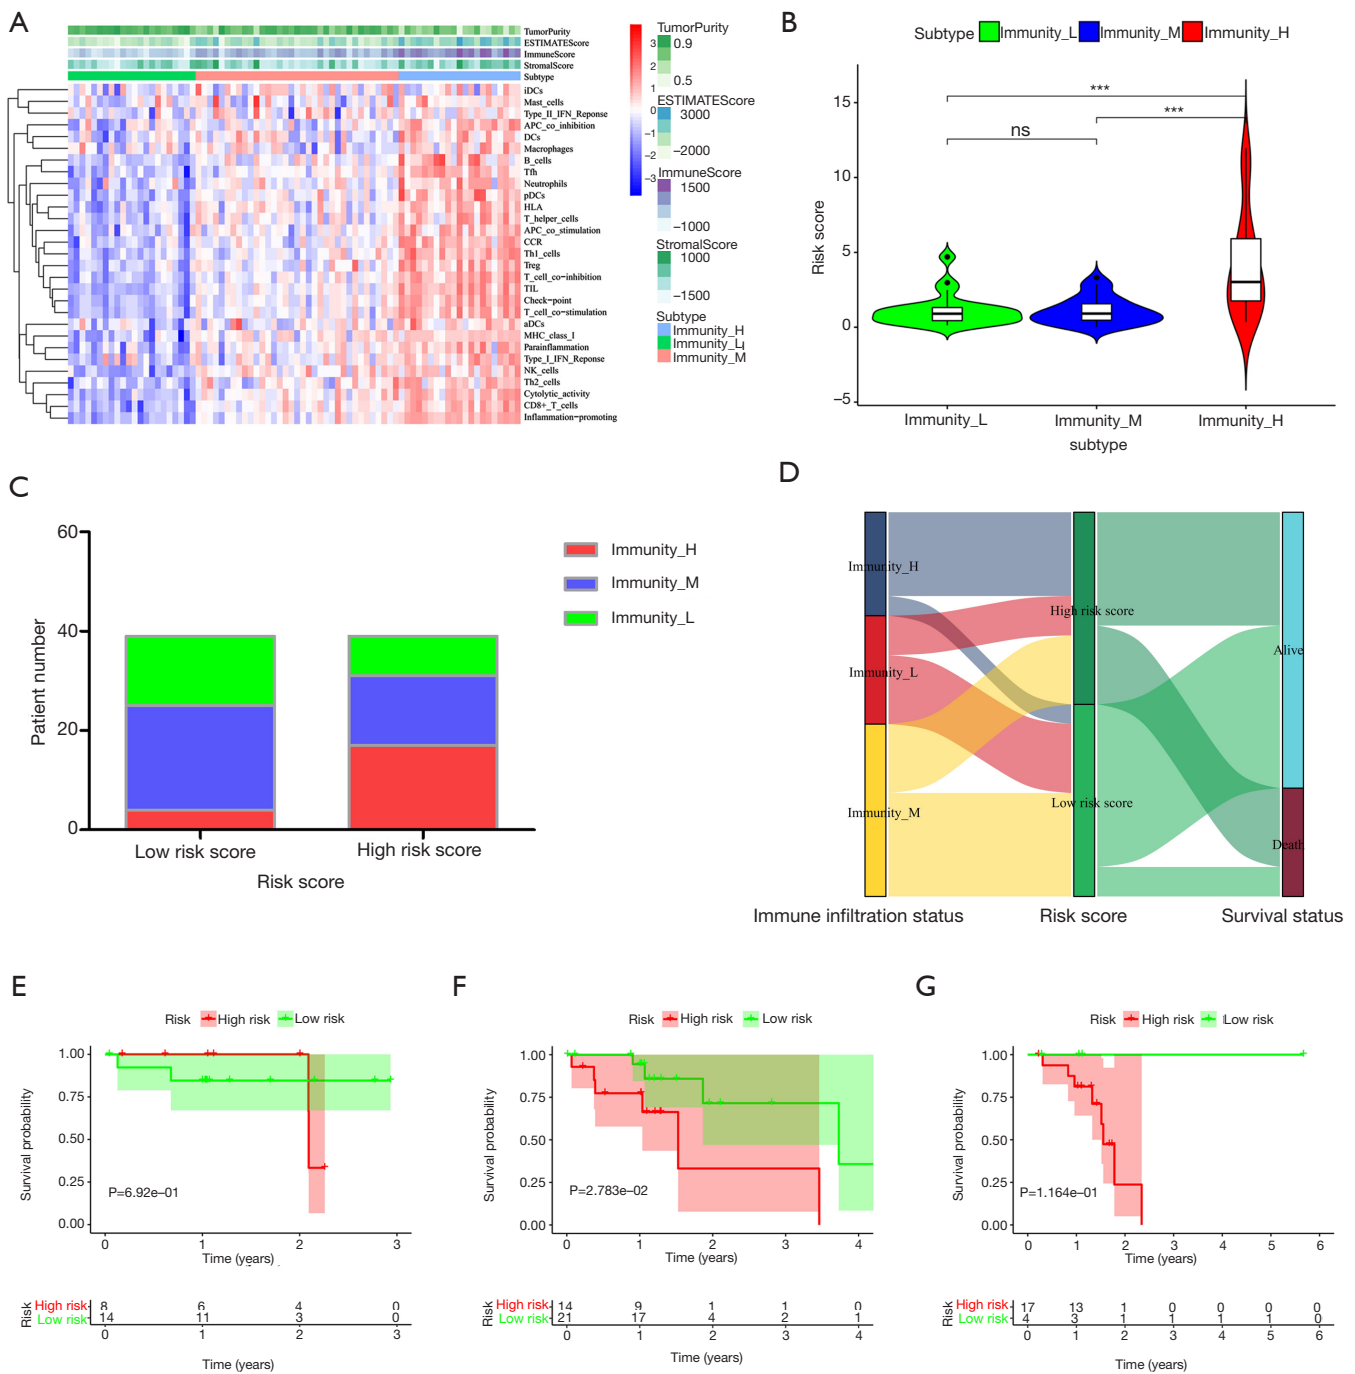 A
TumorPurity
ESTIMATEScore
ImmuneScore
StromalScore
Subtype
iDCs
Mast_cells
Type_II_IFN_Reponse
APC_co_inhibition
DCs
Macrophages
B_cells
Tfh
Neutrophils
pDCs
HLA
T_helper_cells
APC_co_stimulation
CCR
Th1_cells
Treg
T_cell_co-inhibition
TIL
Check-point
T_cell_co-stimulation
aDCs
MHC_class_I
Parainflammation
Type_I_IFN_Reponse
NK_cells
Th2_cells
Cytolytic_activity
CD8+_T_cells
Inflammation-promoting
3
2
1
0
-1
-2
-3
TumorPurity
0.9
0.5
ESTIMATEScore
3000
-2000
ImmuneScore
1500
-1000
StromalScore
1000
-1500
Subtype
Immunity_H
Immunity_L
Immunity_M
B
Subtype Immunity_L Immunity_M Immunity_H
Risk score
15
10
5
0
-5
***
***
ns
Immunity_L Immunity_M Immunity_H
subtype
C
Patient number
60
40
20
0
Immunity_H
Immunity_M
Immunity_L
Low risk score High risk score
Risk score
D
Immunity_H
Immunity_L
Immunity_M
High risk score
Low risk score
Alive
Death
Immune infiltration status Risk score Survival status
E
Risk High risk Low risk
Survival probability
1.00
0.75
0.50
0.25
0.00
P=6.92e-01
0 1 2 3
Time (years)
Risk
High risk 8 6 4 0
Low risk 14 11 3 0
0 1 2 3
Time (years)
F
Risk High risk Low risk
Survival probability
1.00
0.75
0.50
0.25
0.00
P=2.783e-02
0 1 2 3 4
Time (years)
Risk
High risk 14 9 1 1 0
Low risk 21 17 4 2 1
0 1 2 3 4
Time (years)
G
Risk High risk Low risk
Survival probability
1.00
0.75
0.50
0.25
0.00
P=1.164e-01
0 1 2 3 4 5 6
Time (years)
Risk
High risk 17 13 1 0 0 0 0
Low risk 4 3 1 1 1 1 0
0 1 2 3 4 5 6
Time (years)